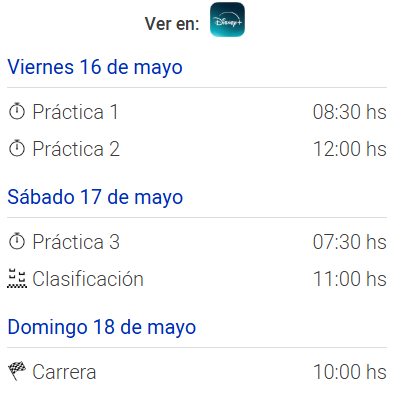 Ver en: Disney+
Viernes 16 de mayo
Práctica 1 08:30 hs
Práctica 2 12:00 hs
Sábado 17 de mayo
Práctica 3 07:30 hs
Clasificación 11:00 hs
Domingo 18 de mayo
Carrera 10:00 hs